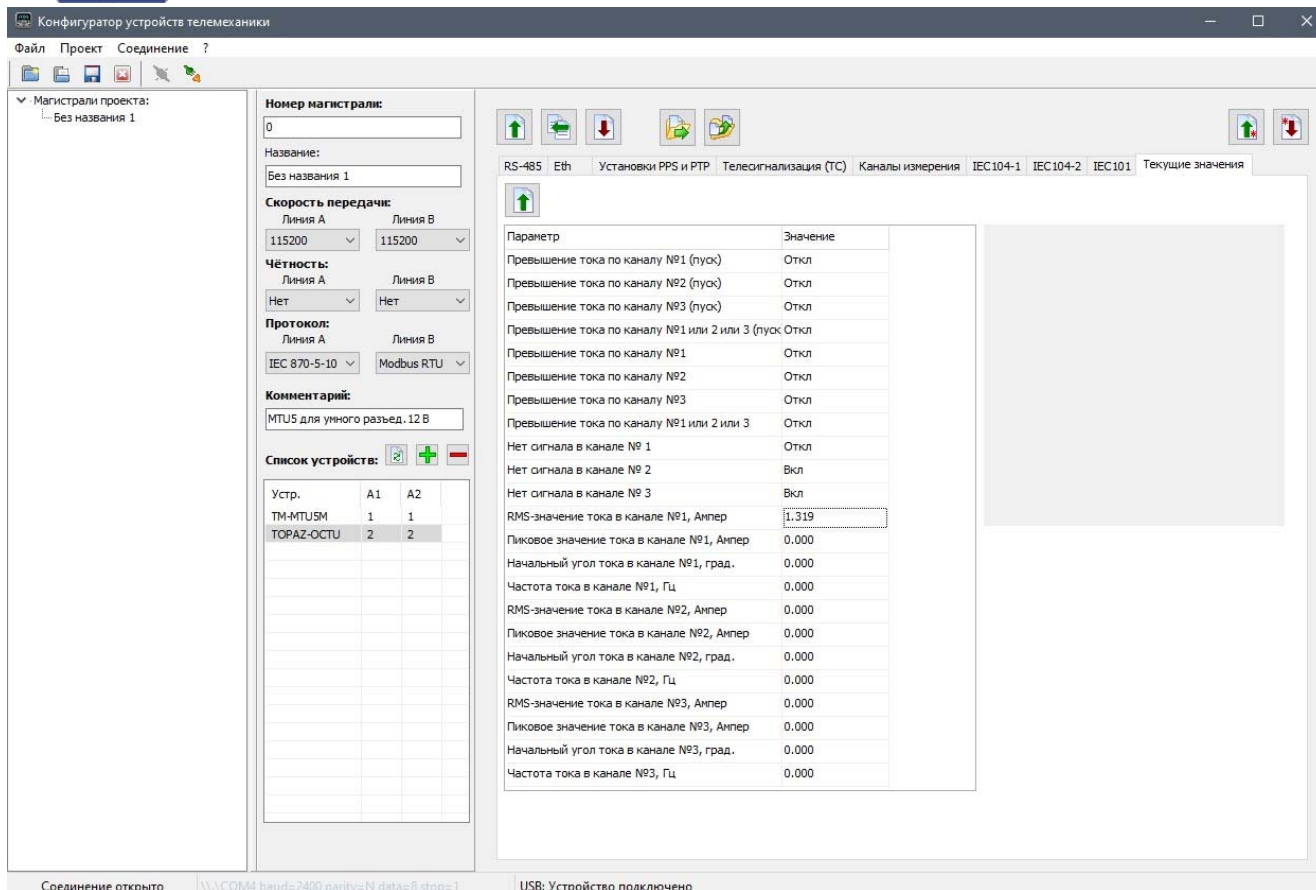 Конфигуратор устройств телемеханики
Файл Проект Соединение ?
Магистрали проекта:
Без названия 1
Номер магистрали:
0
Название:
Без названия 1
Скорость передачи:
Линия A Линия B
115200 115200
Чётность:
Линия A Линия B
Нет Нет
Протокол:
Линия A Линия B
IEC 870-5-10 Modbus RTU
Комментарий:
MTU5 для умного разъед. 12 В
Список устройств:
Устр. A1 A2
TM-MTU5M 1 1
TOPAZ-OCTU 2 2
RS-485 Eth Установки PPS и PTP Телесигнализация (ТС) Каналы измерения IEC104-1 IEC104-2 IEC101 Текущие значения
Параметр Значение
Превышение тока по каналу №1 (пуск) Откл
Превышение тока по каналу №2 (пуск) Откл
Превышение тока по каналу №3 (пуск) Откл
Превышение тока по каналу №1 или 2 или 3 (пуск Откл
Превышение тока по каналу №1 Откл
Превышение тока по каналу №2 Откл
Превышение тока по каналу №3 Откл
Превышение тока по каналу №1 или 2 или 3 Откл
Нет сигнала в канале № 1 Откл
Нет сигнала в канале № 2 Вкл
Нет сигнала в канале № 3 Вкл
RMS-значение тока в канале №1, Ампер 1.319
Пиковое значение тока в канале №1, Ампер 0.000
Начальный угол тока в канале №1, град. 0.000
Частота тока в канале №1, Гц 0.000
RMS-значение тока в канале №2, Ампер 0.000
Пиковое значение тока в канале №2, Ампер 0.000
Начальный угол тока в канале №2, град. 0.000
Частота тока в канале №2, Гц 0.000
RMS-значение тока в канале №3, Ампер 0.000
Пиковое значение тока в канале №3, Ампер 0.000
Начальный угол тока в канале №3, град. 0.000
Частота тока в канале №3, Гц 0.000
Соединение открыто \\.\COM4 baud=2400 parity=N data=8 stop=1 USB: Устройство подключено